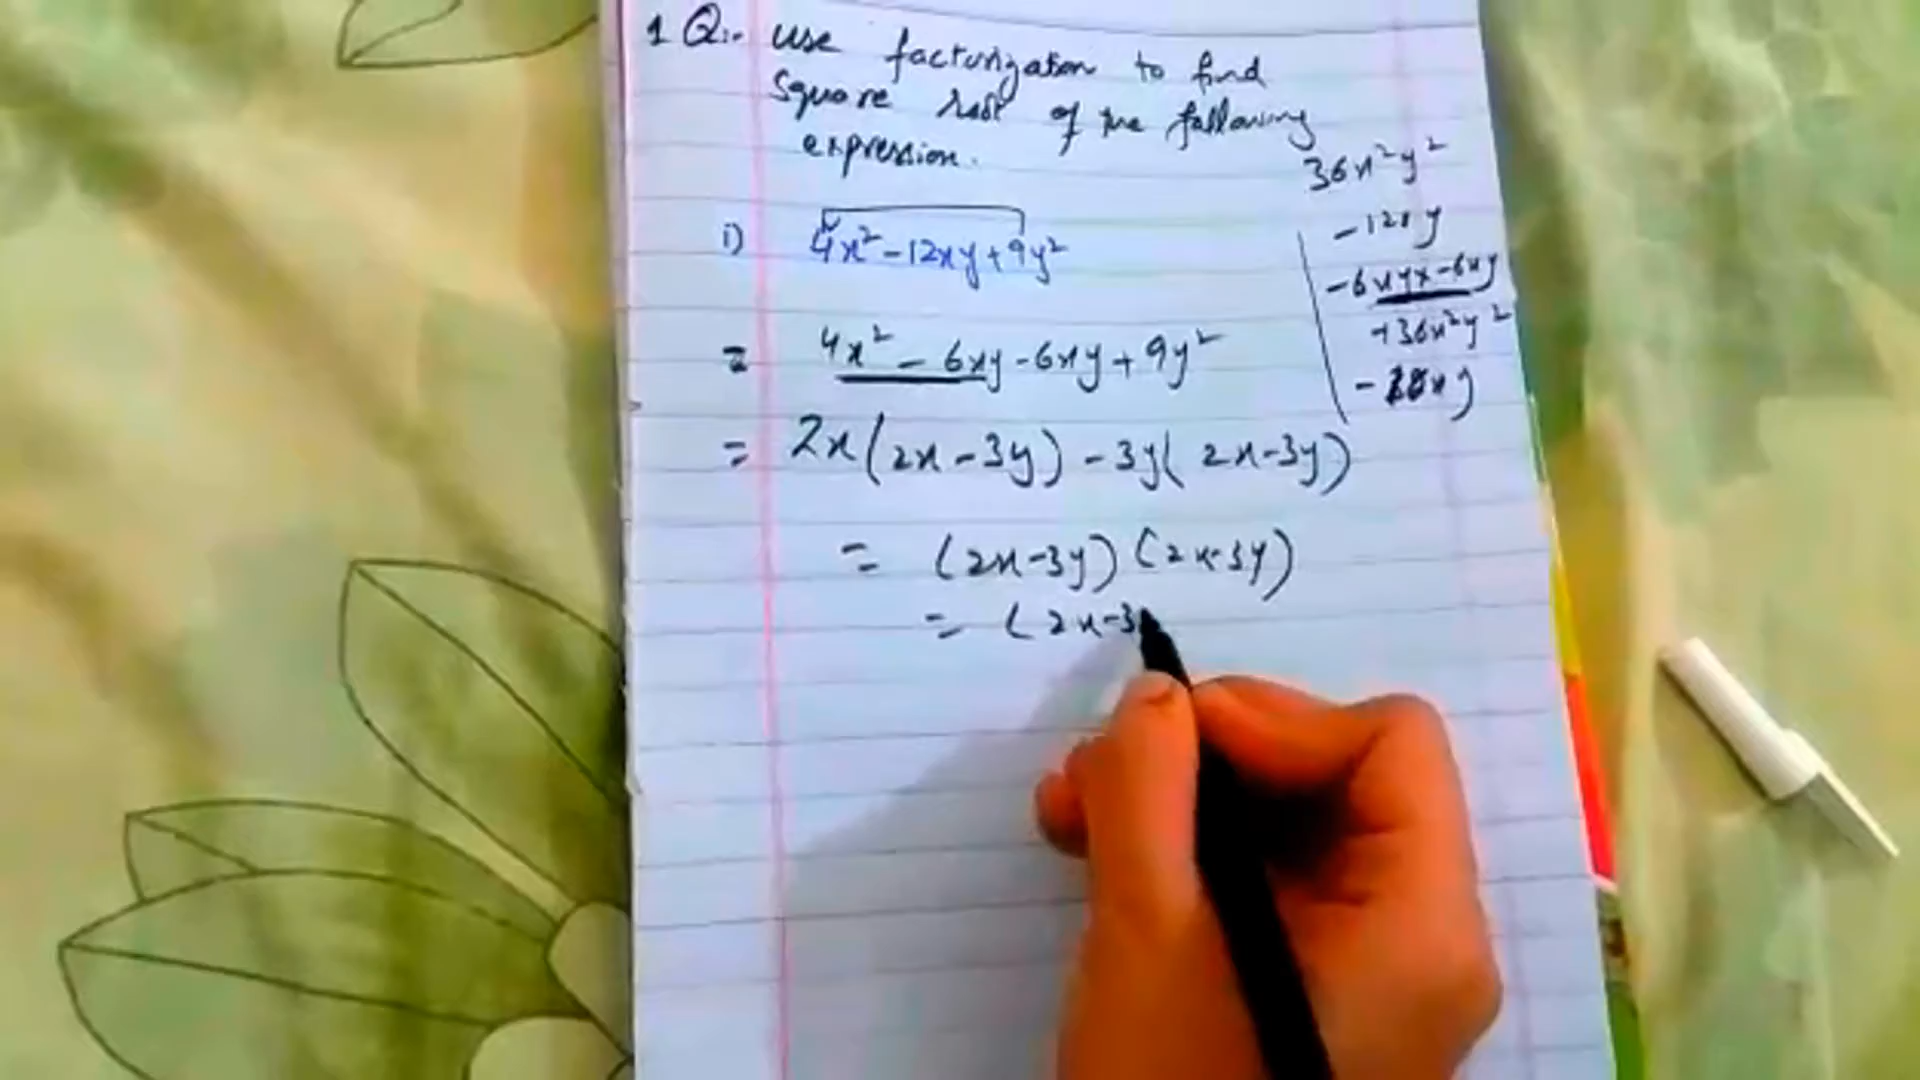 1 Q:- use factorization to find
square root of the following
expression.
i) 4x² - 12xy + 9y²
= 4x² - 6xy - 6xy + 9y²
= 2x(2x - 3y) - 3y(2x - 3y)
= (2x - 3y) (2x - 3y)
= (2x - 3
36x²y²
- 12xy
- 6xy x - 6xy
+ 36x²y²